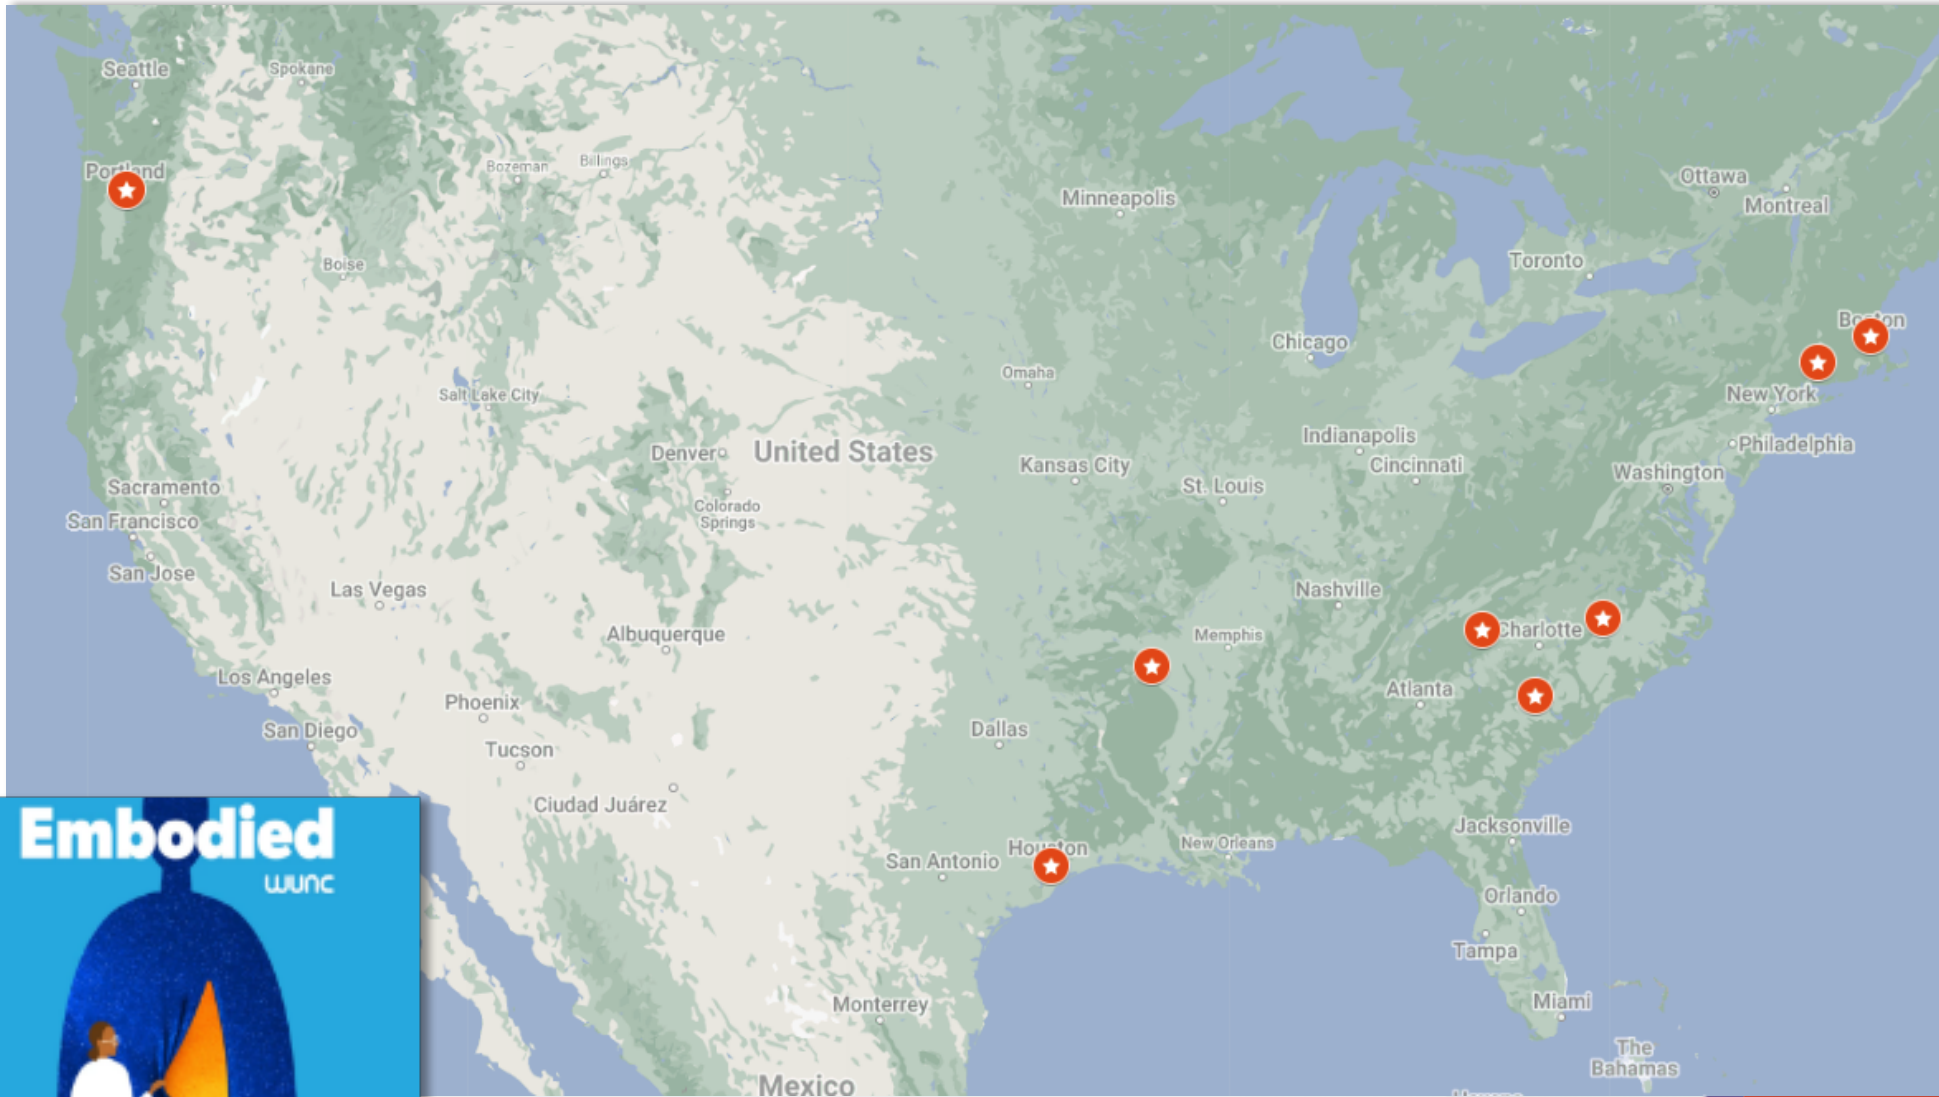 Seattle
Spokane
Portland
Bozeman
Billings
Minneapolis
Ottawa
Montreal
Boise
Toronto
Boston
Chicago
Omaha
New York
Salt Lake City
Indianapolis
Philadelphia
Denver
United States
Kansas City
Cincinnati
Washington
Sacramento
St. Louis
Colorado
Springs
San Francisco
San Jose
Las Vegas
Nashville
Albuquerque
Memphis
Charlotte
Los Angeles
Phoenix
Atlanta
San Diego
Dallas
Tucson
Ciudad Juárez
Jacksonville
Houston
New Orleans
San Antonio
Orlando
Tampa
Monterrey
Miami
The
Bahamas
Mexico
Embodied
wunc